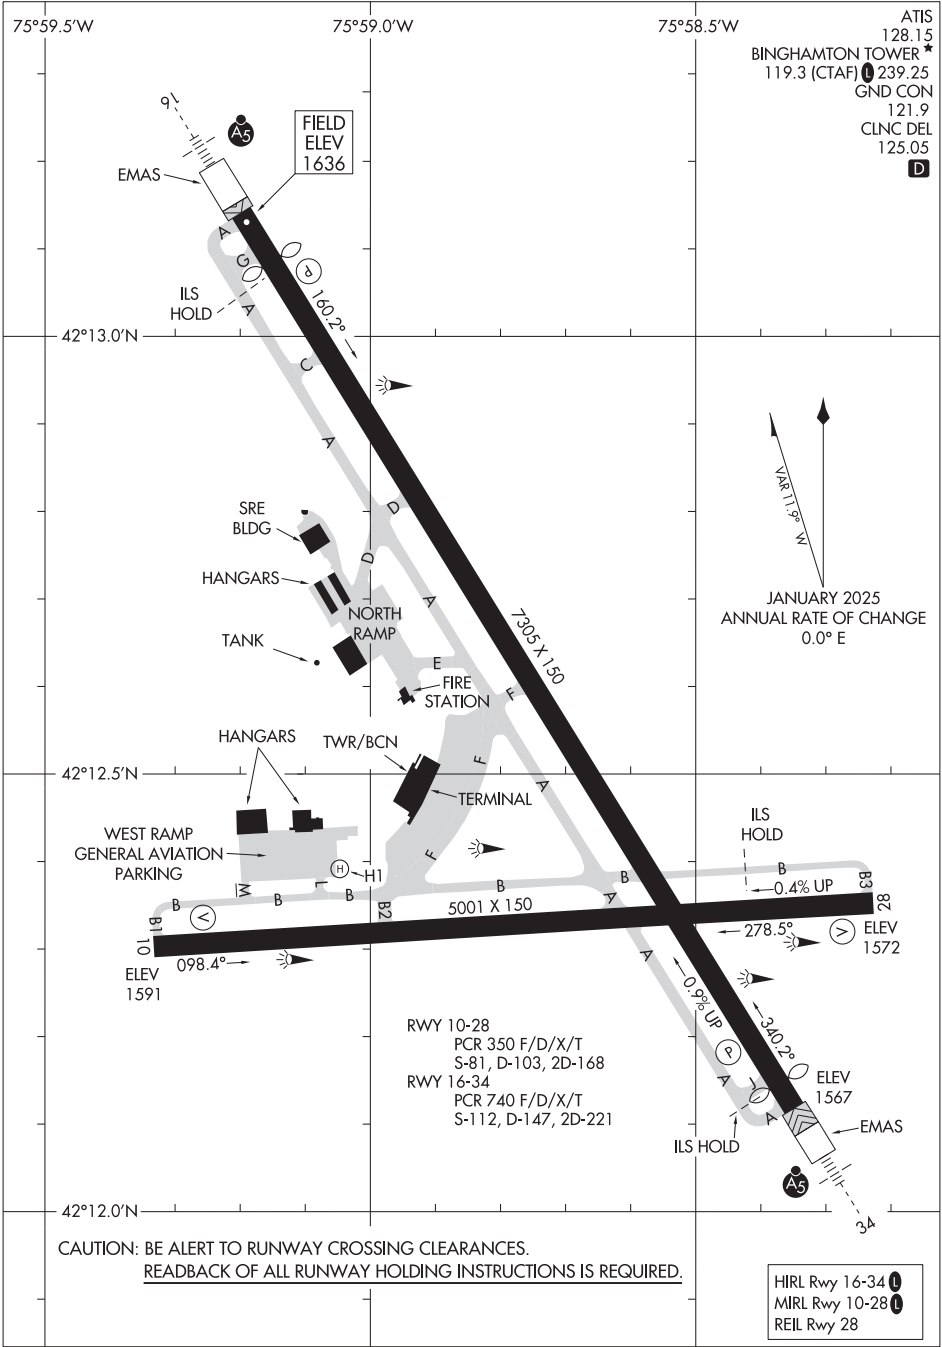 75°59.5'W
75°59.0'W
75°58.5'W
ATIS
128.15
BINGHAMTON TOWER ★
119.3 (CTAF) L 239.25
GND CON
121.9
CLNC DEL
125.05
D
16
A5
FIELD
ELEV
1636
EMAS
A
G
ILS
HOLD
A
P
160.2°
42°13.0'N
C
A
VAR 11.9° W
JANUARY 2025
ANNUAL RATE OF CHANGE
0.0° E
SRE
BLDG
D
D
HANGARS
NORTH
RAMP
A
7305 X 150
TANK
E
FIRE
STATION
F
HANGARS
TWR/BCN
F
42°12.5'N
A
TERMINAL
WEST RAMP
GENERAL AVIATION
PARKING
H
H1
F
ILS
HOLD
M
L
B
B
B
B2
B
B
B
B3
0.4% UP
5001 X 150
28
B1
V
10
278.5°
V
ELEV
1572
098.4°
ELEV
1591
A
0.9% UP
340.2°
RWY 10-28
PCR 350 F/D/X/T
S-81, D-103, 2D-168
RWY 16-34
PCR 740 F/D/X/T
S-112, D-147, 2D-221
P
A
J
A
ELEV
1567
EMAS
ILS HOLD
A5
34
42°12.0'N
CAUTION: BE ALERT TO RUNWAY CROSSING CLEARANCES.
READBACK OF ALL RUNWAY HOLDING INSTRUCTIONS IS REQUIRED.
HIRL Rwy 16-34 L
MIRL Rwy 10-28 L
REIL Rwy 28